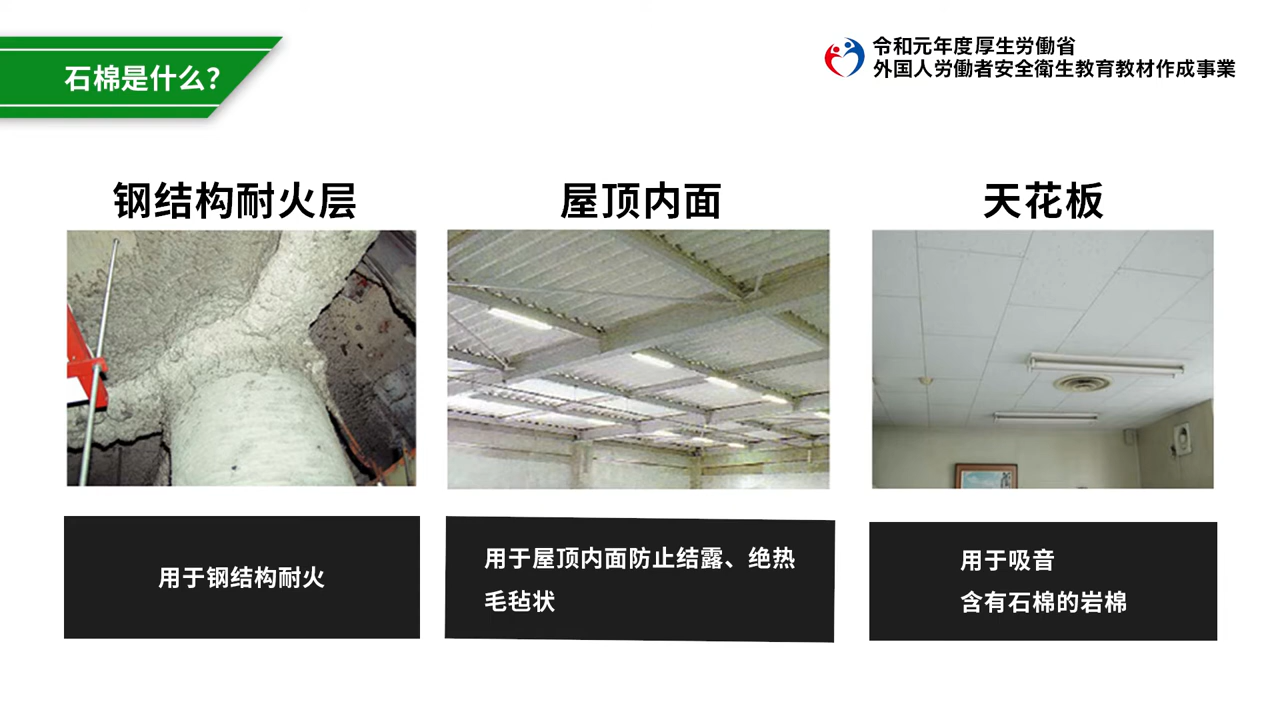 石棉是什么?
令和元年度厚生労働省
外国人労働者安全衛生教育教材作成事業
钢结构耐火层
屋顶内面
天花板
用于钢结构耐火
用于屋顶内面防止结露、绝热
毛毡状
用于吸音
含有石棉的岩棉